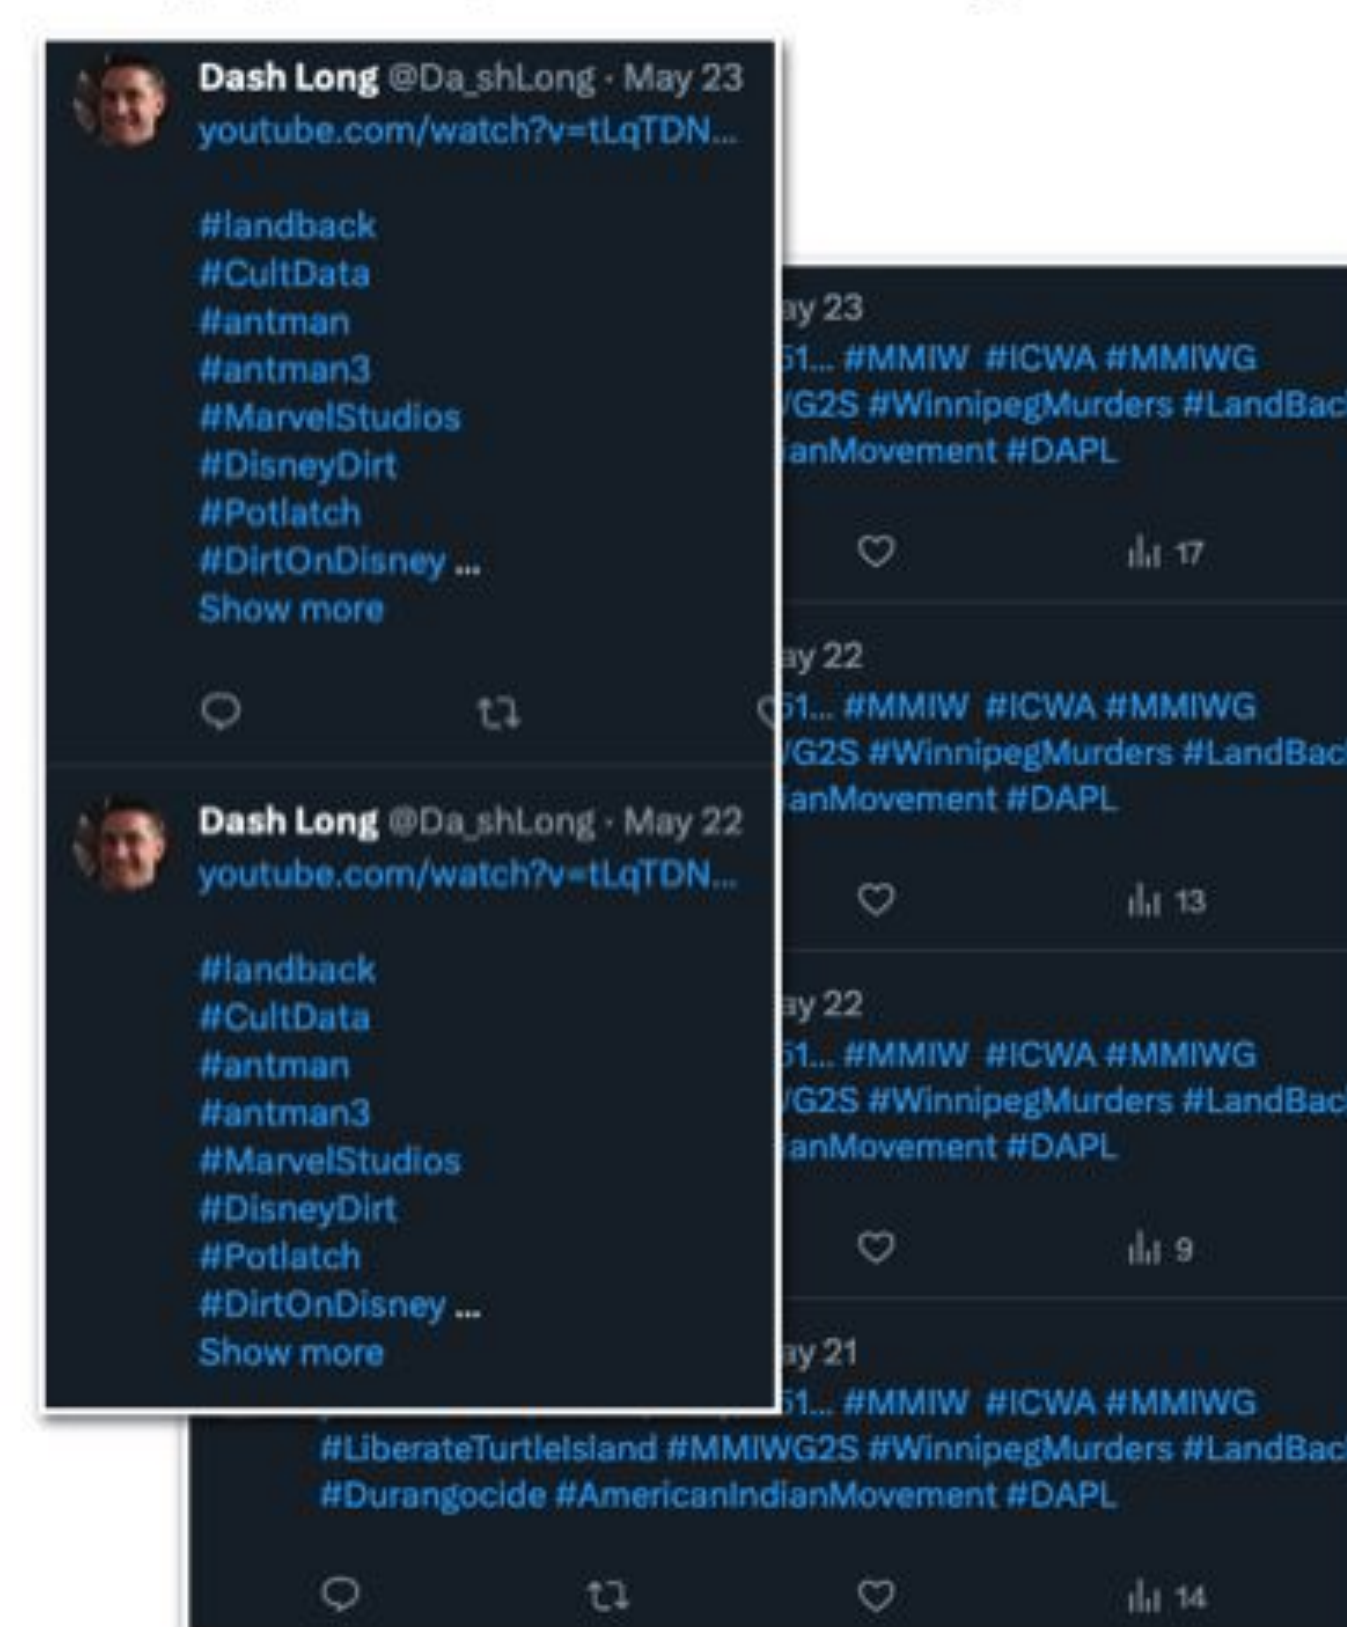 Dash Long @Da_shLong · May 23
youtube.com/watch?v=tLqTDN...
#landback
#CultData
#antman
#antman3
#MarvelStudios
#DisneyDirt
#Potlatch
#DirtOnDisney ...
Show more
Dash Long @Da_shLong · May 22
youtube.com/watch?v=tLqTDN...
#landback
#CultData
#antman
#antman3
#MarvelStudios
#DisneyDirt
#Potlatch
#DirtOnDisney ...
Show more
ay 23
51... #MMIW #ICWA #MMIWG
G2S #WinnipegMurders #LandBac
anMovement #DAPL
17
ay 22
51... #MMIW #ICWA #MMIWG
G2S #WinnipegMurders #LandBac
anMovement #DAPL
13
ay 22
51... #MMIW #ICWA #MMIWG
G2S #WinnipegMurders #LandBac
anMovement #DAPL
9
ay 21
51... #MMIW #ICWA #MMIWG
#LiberateTurtleIsland #MMIWG2S #WinnipegMurders #LandBac
#Durangocide #AmericanIndianMovement #DAPL
14